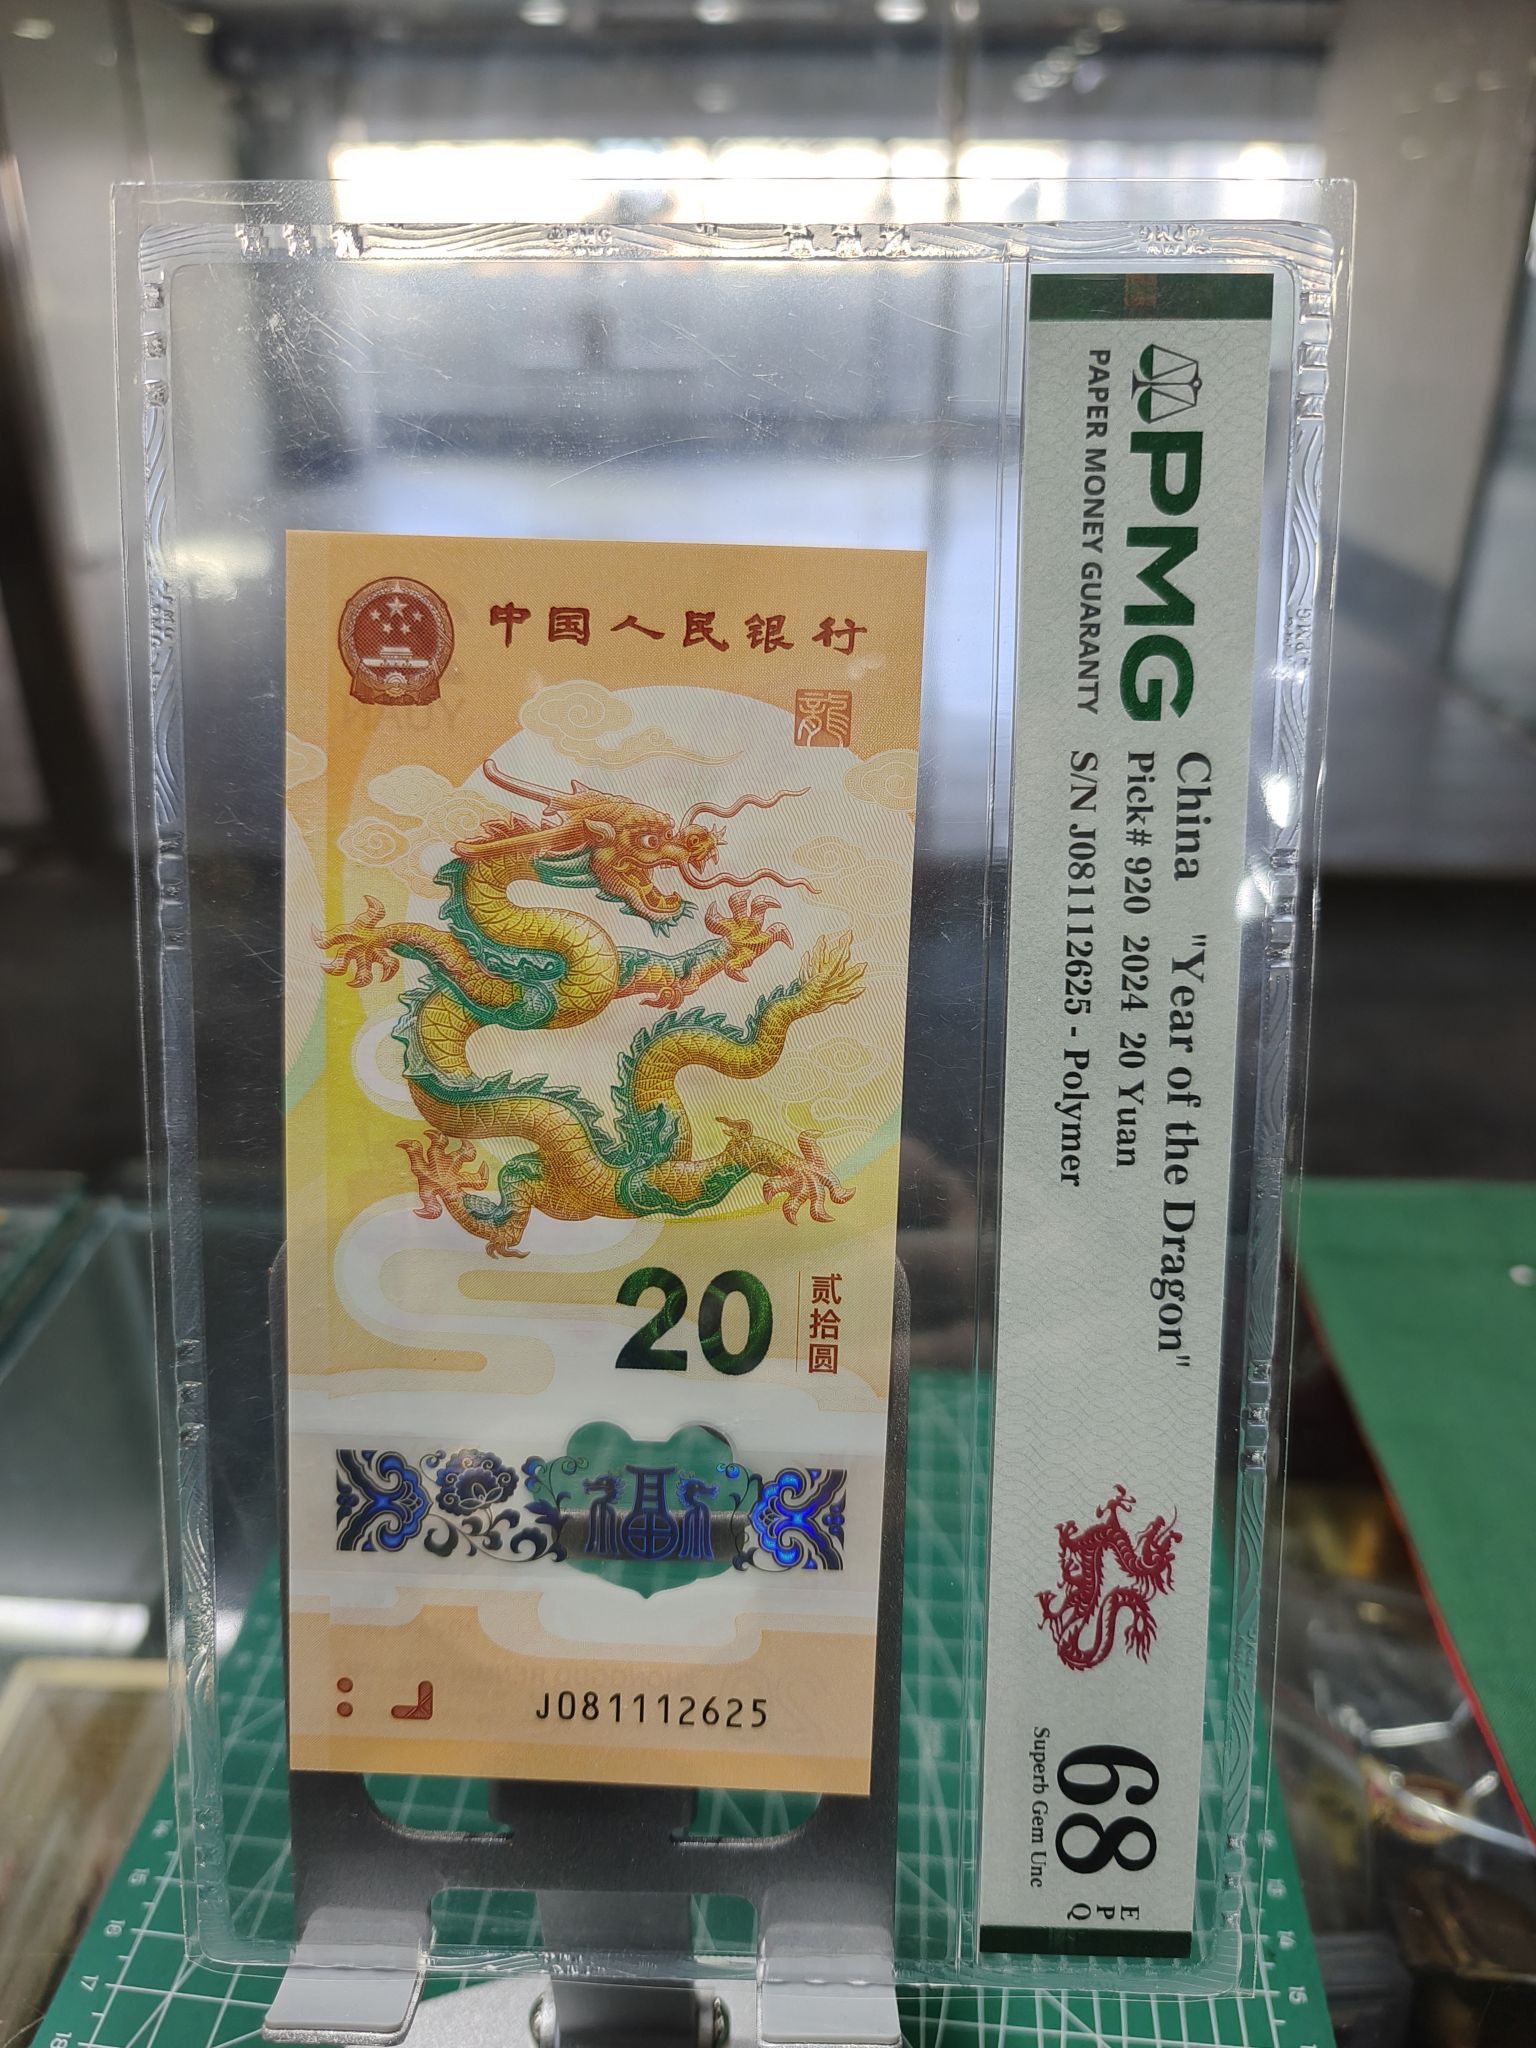 中国人民银行
龍
20
贰拾圆
J081112625
PMG
PAPER MONEY GUARANTY
China "Year of the Dragon"
Pick# 920 2024 20 Yuan
S/N J081112625 - Polymer
68
EPQ
Superb Gem Unc